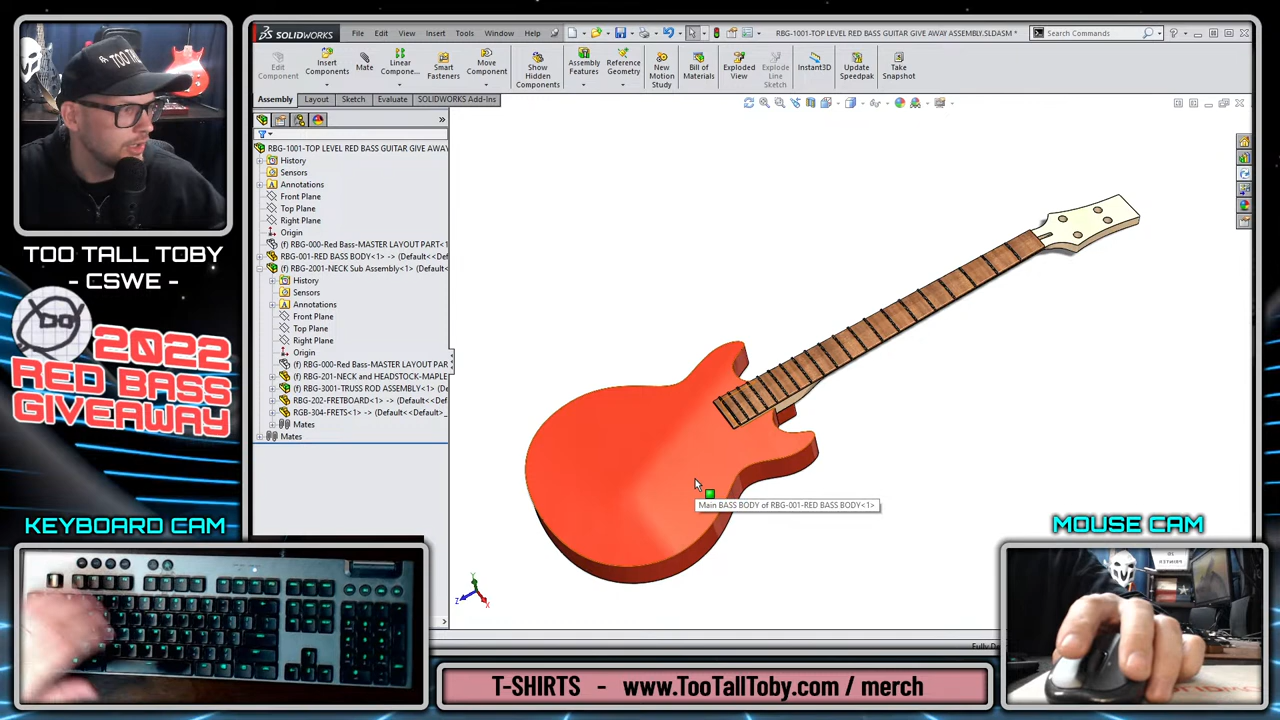 SOLIDWORKS
File Edit View Insert Tools Window Help
RBG-1001-TOP LEVEL RED BASS GUITAR GIVE AWAY ASSEMBLY.SLDASM *
Search Commands
Edit Component
Insert Components
Mate
Linear Compone...
Smart Fasteners
Move Component
Show Hidden Components
Assembly Features
Reference Geometry
New Motion Study
Bill of Materials
Exploded View
Explode Line Sketch
Instant3D
Update Speedpak
Take Snapshot
Assembly Layout Sketch Evaluate SOLIDWORKS Add-Ins
RBG-1001-TOP LEVEL RED BASS GUITAR GIVE AWAY
History
Sensors
Annotations
Front Plane
Top Plane
Right Plane
Origin
(f) RBG-000-Red Bass-MASTER LAYOUT PART<1
(f) RBG-001-RED BASS BODY<1> -> (Default<<D
(f) RBG-2001-NECK Sub Assembly<1> (Default<
History
Sensors
Annotations
Front Plane
Top Plane
Right Plane
Origin
(f) RBG-000-Red Bass-MASTER LAYOUT PAR
(f) RBG-201-NECK and HEADSTOCK-MAPLE
(f) RBG-3001-TRUSS ROD ASSEMBLY<1> (De
RBG-202-FRETBOARD<1> -> (Default<<Def
RGB-304-FRETS<1> -> (Default<<Default>_
Mates
Mates
Main BASS BODY of RBG-001-RED BASS BODY<1>
Y
Z
X
TOO TALL TOBY
- CSWE -
2022
RED BASS
GIVEAWAY
KEYBOARD CAM
MOUSE CAM
T-SHIRTS - www.TooTallToby.com / merch